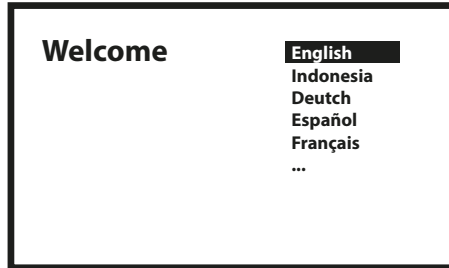 Welcome
English
Indonesia
Deutch
Español
Français
...